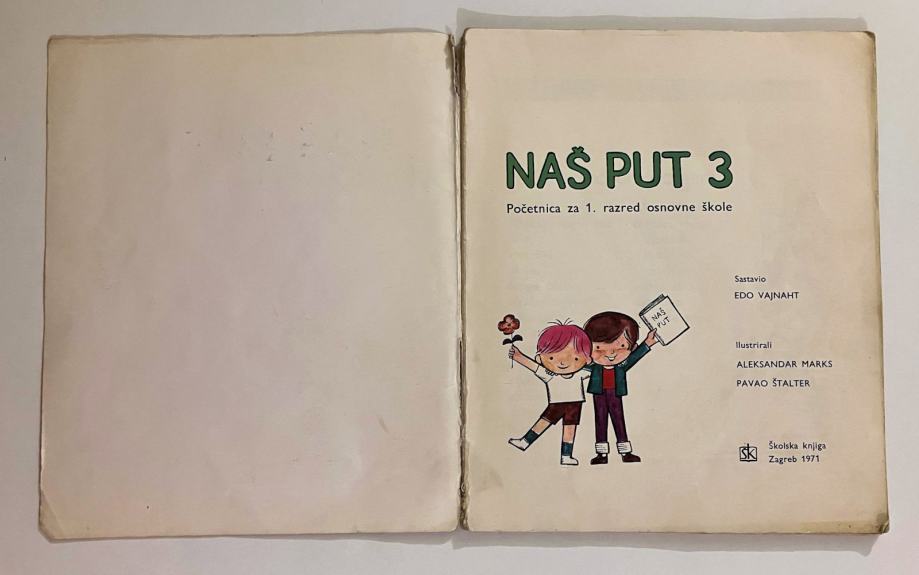 NAŠ PUT 3
Početnica za 1. razred osnovne škole
Sastavio
EDO VAJNAHT
NAŠ
PUT
Ilustrirali
ALEKSANDAR MARKS
PAVAO ŠTALTER
ŠK
Školska knjiga
Zagreb 1971